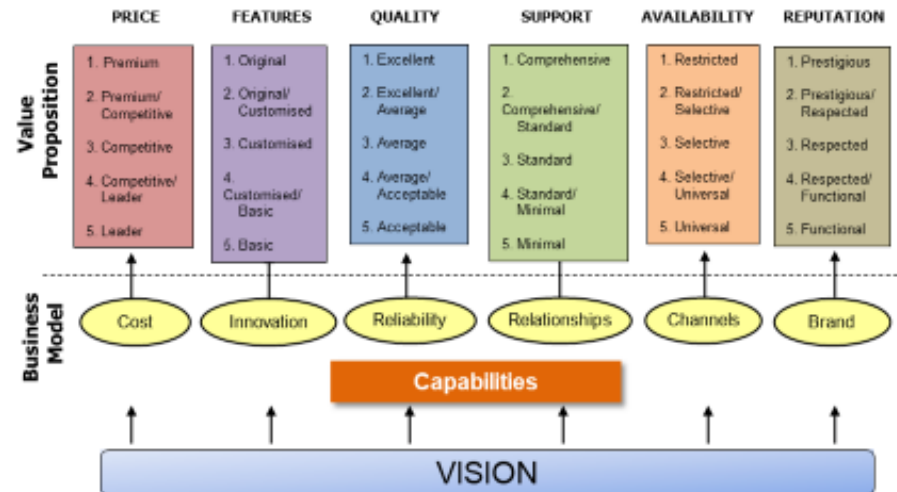 PRICE
FEATURES
QUALITY
SUPPORT
AVAILABILITY
REPUTATION
Value
Proposition
1. Premium
2. Premium/
Competitive
3. Competitive
4. Competitive/
Leader
5. Leader
1. Original
2. Original/
Customised
3. Customised
4.
Customised/
Basic
5. Basic
1. Excellent
2. Excellent/
Average
3. Average
4. Average/
Acceptable
5. Acceptable
1. Comprehensive
2.
Comprehensive/
Standard
3. Standard
4. Standard/
Minimal
5. Minimal
1. Restricted
2. Restricted/
Selective
3. Selective
4. Selective/
Universal
5. Universal
1. Prestigious
2. Prestigious/
Respected
3. Respected
4. Respected/
Functional
5. Functional
Business
Model
Cost
Innovation
Reliability
Relationships
Channels
Brand
Capabilities
VISION